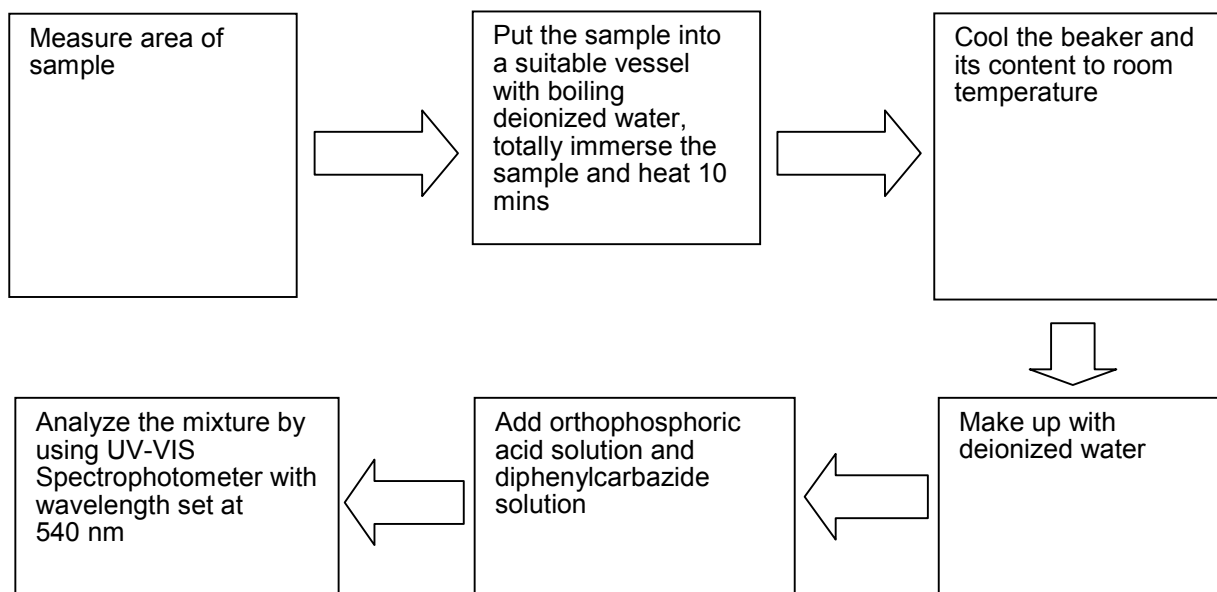 Measure area of
sample
Put the sample into
a suitable vessel
with boiling
deionized water,
totally immerse the
sample and heat 10
mins
Cool the beaker and
its content to room
temperature
Make up with
deionized water
Add orthophosphoric
acid solution and
diphenylcarbazide
solution
Analyze the mixture by
using UV-VIS
Spectrophotometer with
wavelength set at
540 nm